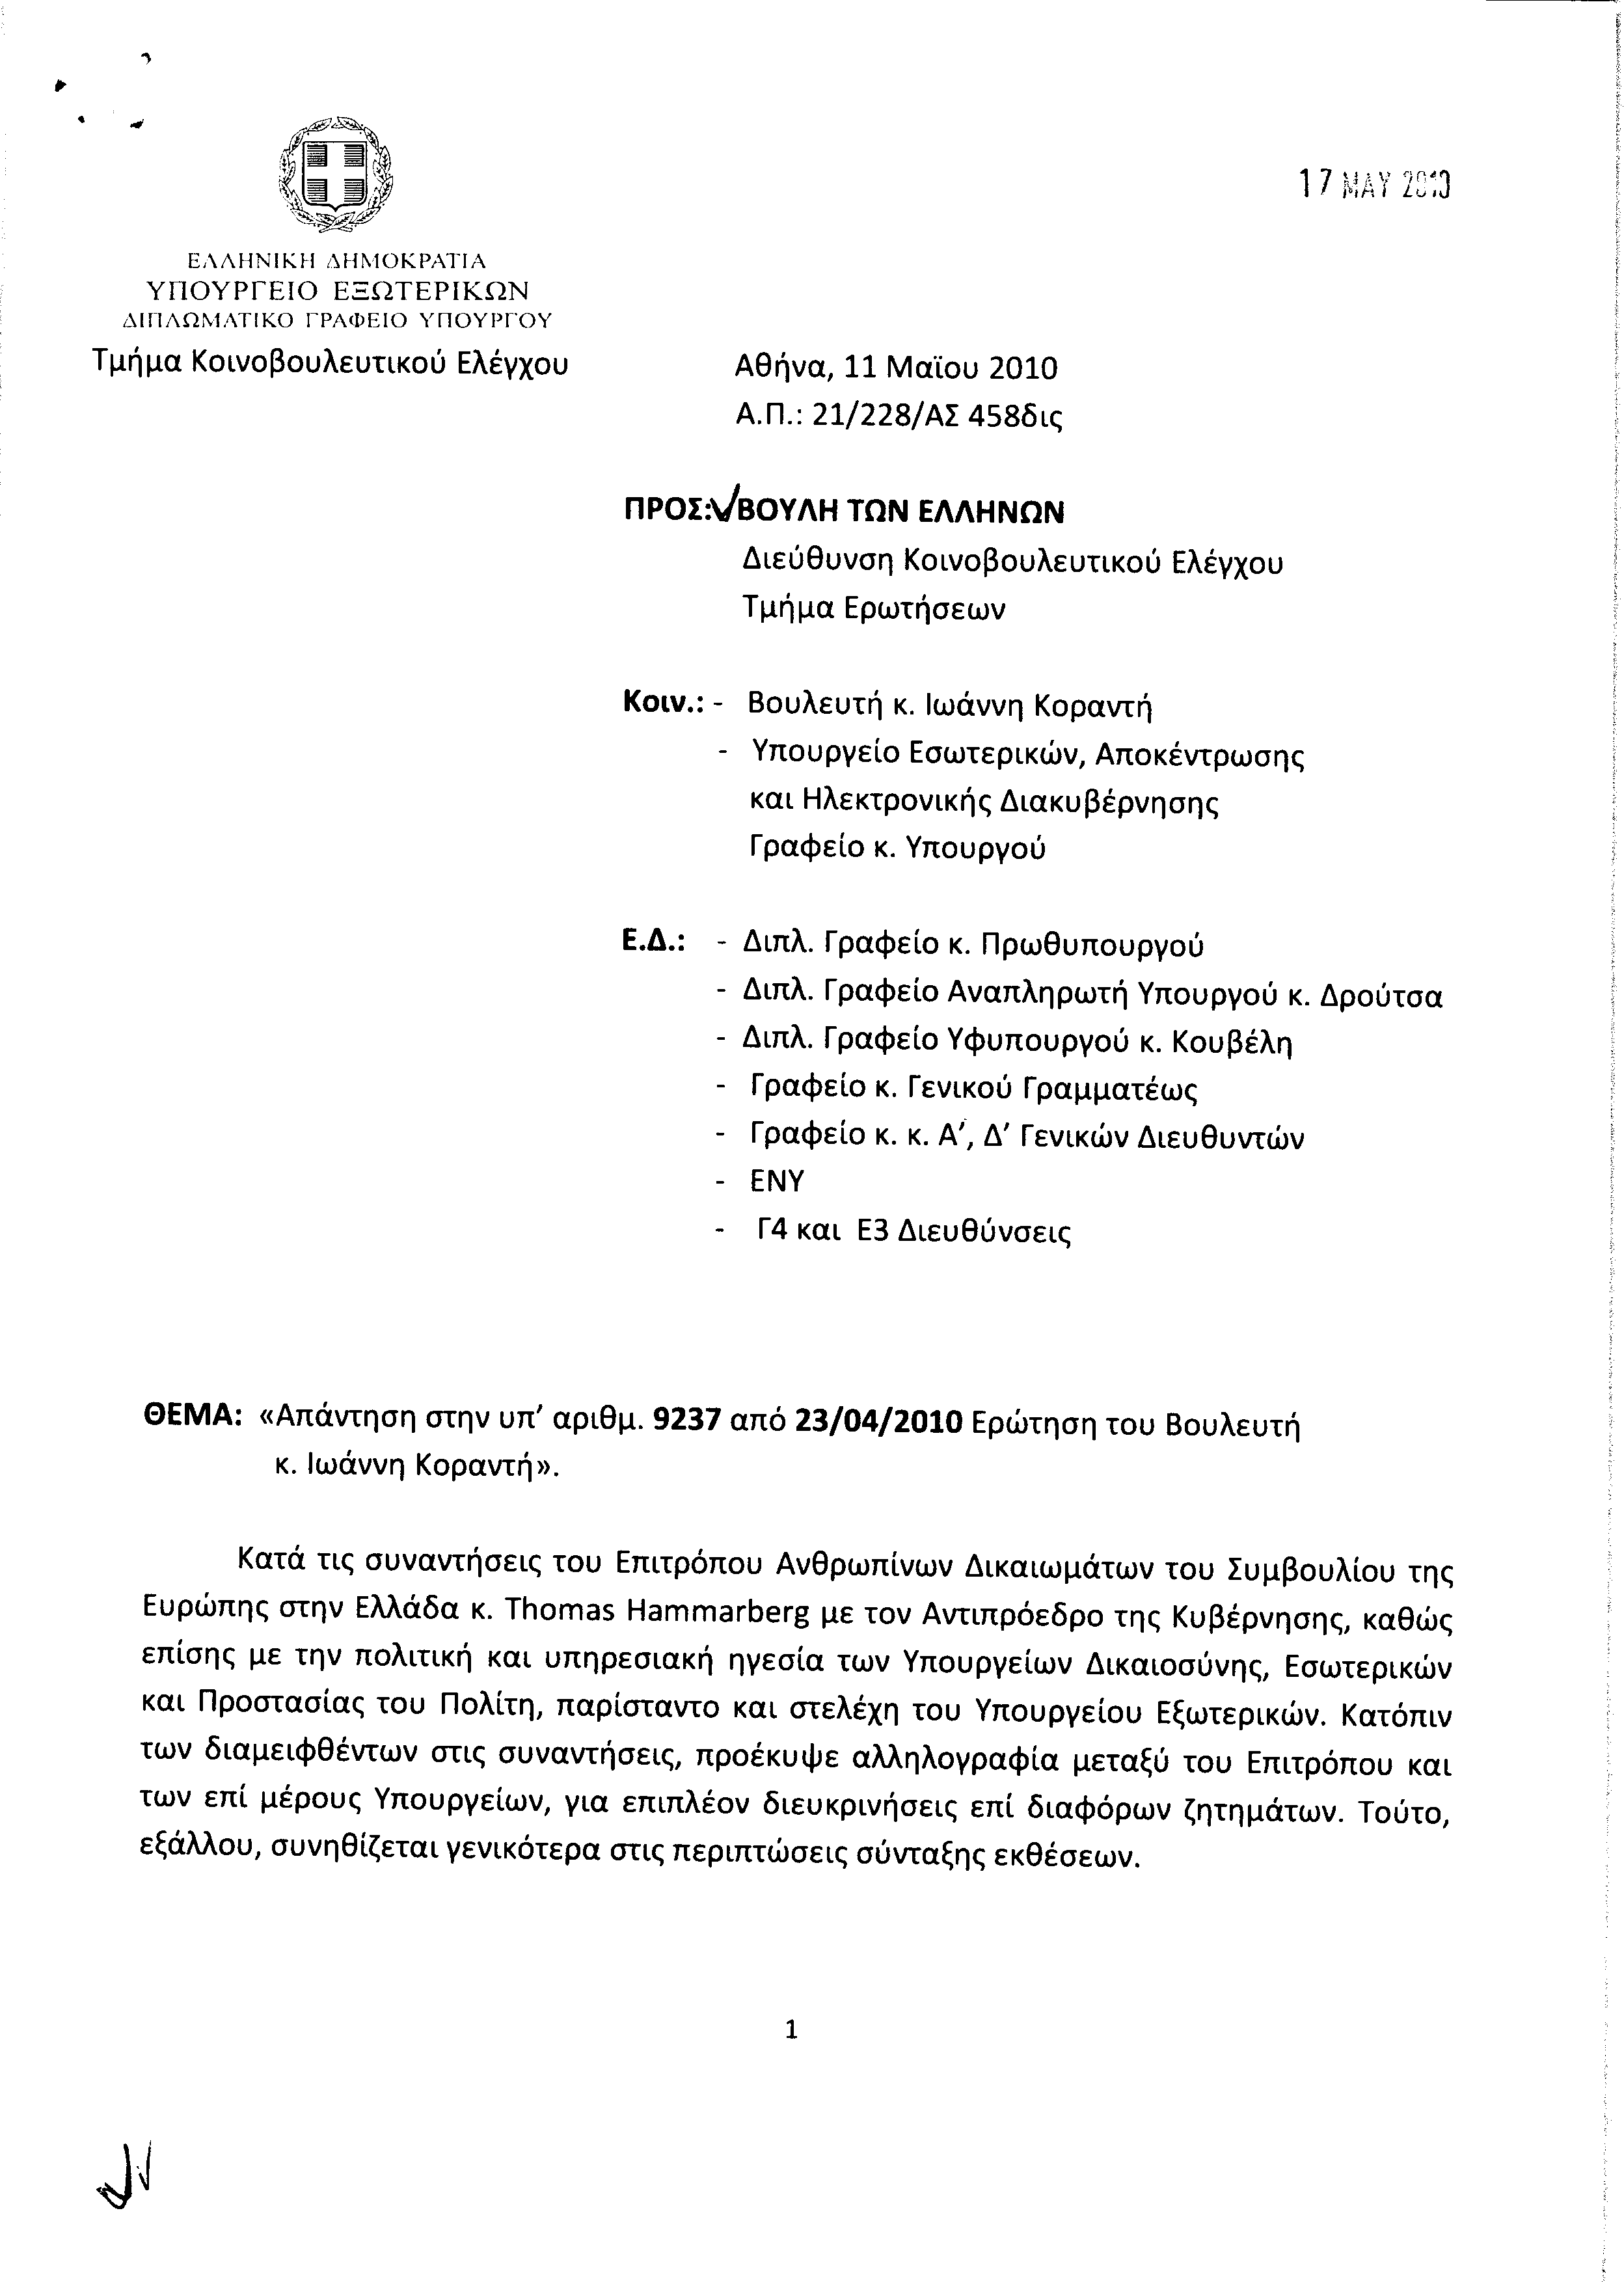 17 ΜΑΥ 2010
ΕΛΛΗΝΙΚΗ ΔΗΜΟΚΡΑΤΙΑ
ΥΠΟΥΡΓΕΙΟ ΕΞΩΤΕΡΙΚΩΝ
ΔΙΠΛΩΜΑΤΙΚΟ ΓΡΑΦΕΙΟ ΥΠΟΥΡΓΟΥ
Τμήμα Κοινοβουλευτικού Ελέγχου
Αθήνα, 11 Μαϊου 2010
Α.Π.: 21/228/ΑΣ 458δις
ΠΡΟΣ: ΒΟΥΛΗ ΤΩΝ ΕΛΛΗΝΩΝ
Διεύθυνση Κοινοβουλευτικού Ελέγχου
Τμήμα Ερωτήσεων
Κοιν.: - Βουλευτή κ. Ιωάννη Κοραντή
- Υπουργείο Εσωτερικών, Αποκέντρωσης
και Ηλεκτρονικής Διακυβέρνησης
Γραφείο κ. Υπουργού
Ε.Δ.: - Διπλ. Γραφείο κ. Πρωθυπουργού
- Διπλ. Γραφείο Αναπληρωτή Υπουργού κ. Δρούτσα
- Διπλ. Γραφείο Υφυπουργού κ. Κουβέλη
- Γραφείο κ. Γενικού Γραμματέως
- Γραφείο κ. κ. Α', Δ' Γενικών Διευθυντών
- ΕΝΥ
- Γ4 και Ε3 Διευθύνσεις
ΘΕΜΑ: «Απάντηση στην υπ' αριθμ. 9237 από 23/04/2010 Ερώτηση του Βουλευτή
κ. Ιωάννη Κοραντή».
Κατά τις συναντήσεις του Επιτρόπου Ανθρωπίνων Δικαιωμάτων του Συμβουλίου της
Ευρώπης στην Ελλάδα κ. Thomas Hammarberg με τον Αντιπρόεδρο της Κυβέρνησης, καθώς
επίσης με την πολιτική και υπηρεσιακή ηγεσία των Υπουργείων Δικαιοσύνης, Εσωτερικών
και Προστασίας του Πολίτη, παρίσταντο και στελέχη του Υπουργείου Εξωτερικών. Κατόπιν
των διαμειφθέντων στις συναντήσεις, προέκυψε αλληλογραφία μεταξύ του Επιτρόπου και
των επί μέρους Υπουργείων, για επιπλέον διευκρινήσεις επί διαφόρων ζητημάτων. Τούτο,
εξάλλου, συνηθίζεται γενικότερα στις περιπτώσεις σύνταξης εκθέσεων.
1